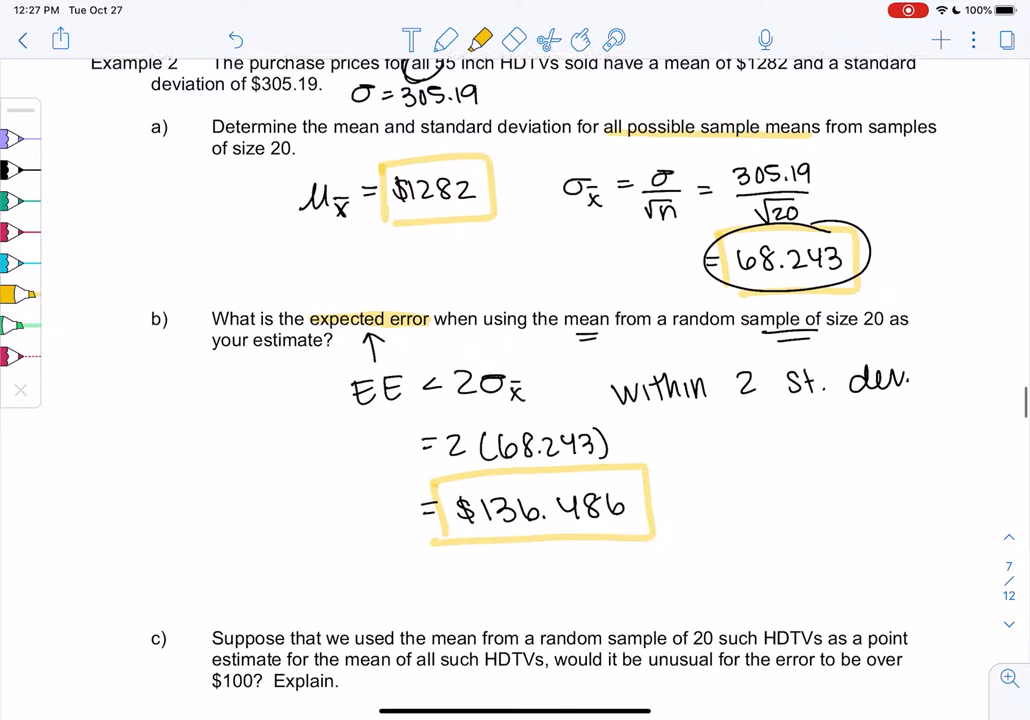 12:27 PM Tue Oct 27
100%
Example 2 The purchase prices for all 55 inch HDTVs sold have a mean of $1282 and a standard
deviation of $305.19.
σ = 305.19
a) Determine the mean and standard deviation for all possible sample means from samples
of size 20.
μx̄ = $1282
σx̄ = σ/√n = 305.19/√20
= 68.243
b) What is the expected error when using the mean from a random sample of size 20 as
your estimate?
EE < 2σx̄
within 2 st. dev.
= 2 (68.243)
= $136.486
7
/
12
c) Suppose that we used the mean from a random sample of 20 such HDTVs as a point
estimate for the mean of all such HDTVs, would it be unusual for the error to be over
$100? Explain.